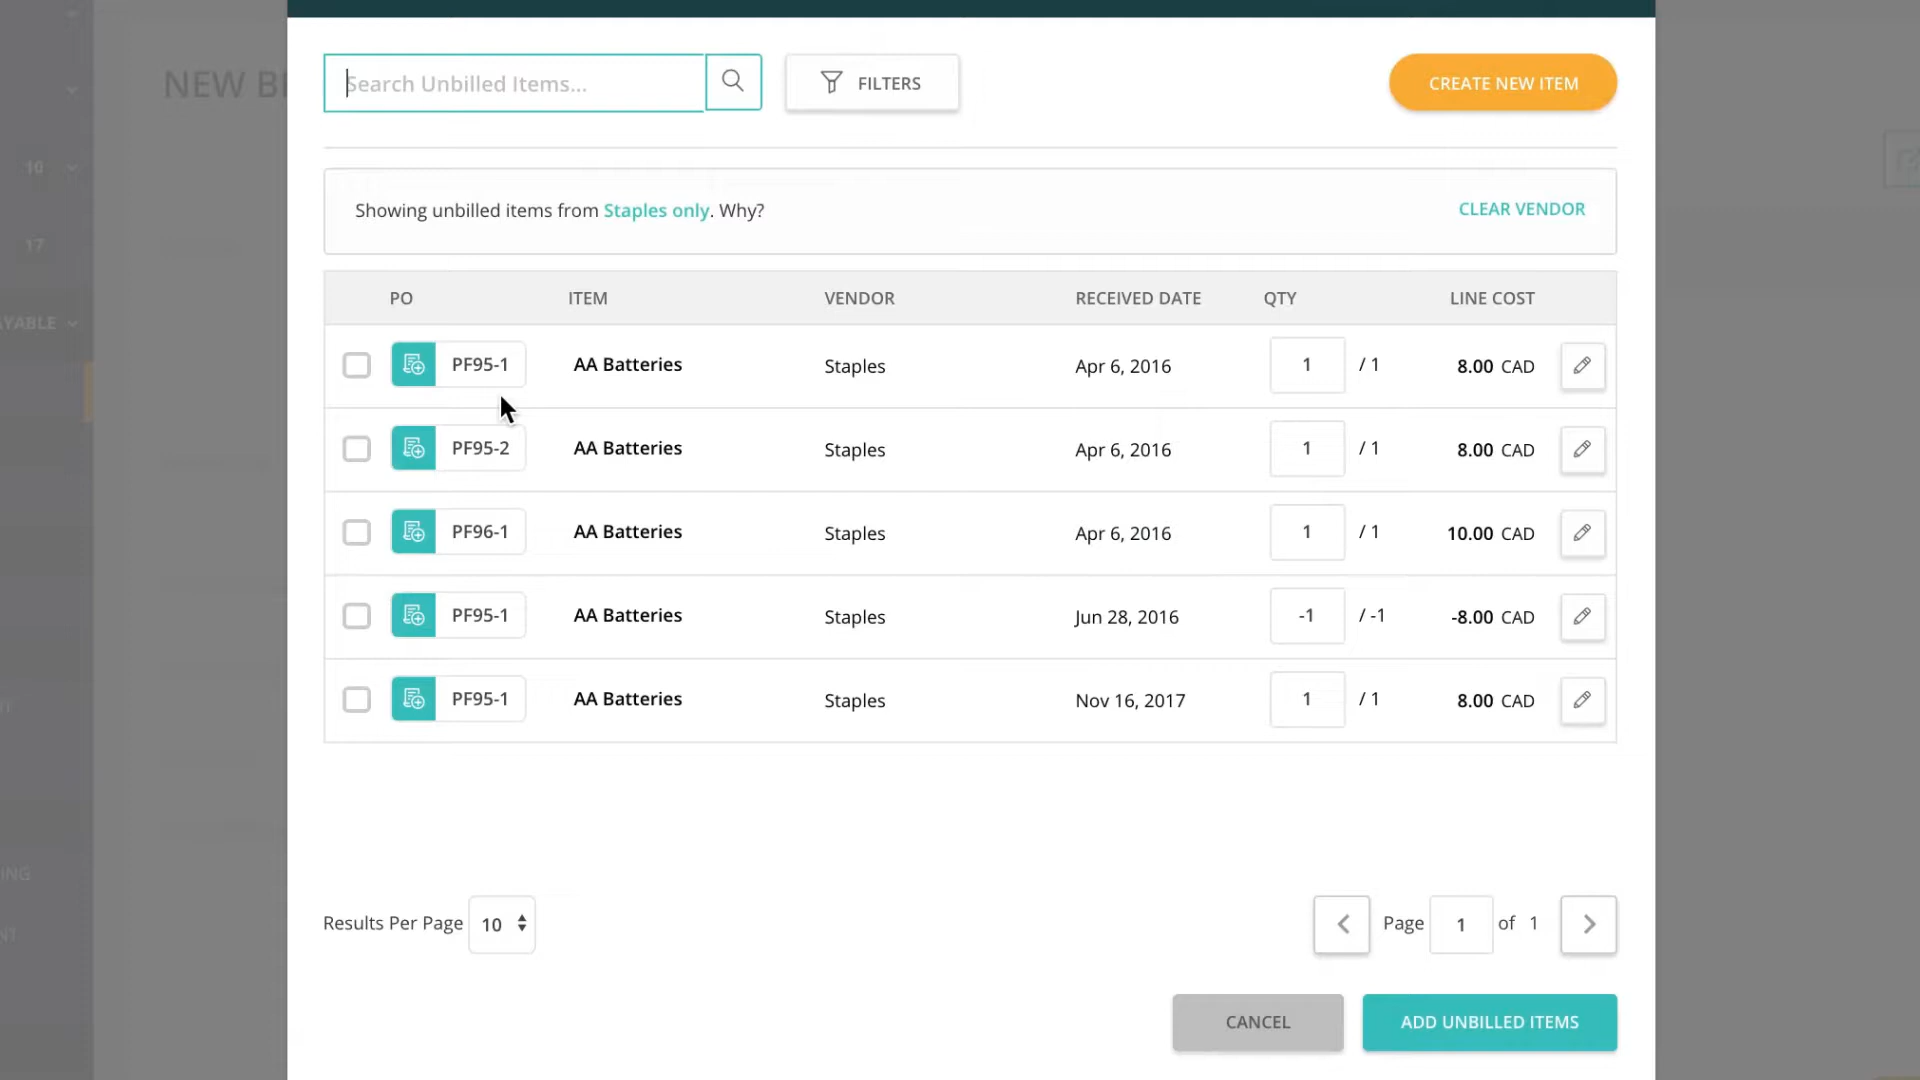 NEW B
Search Unbilled Items...
FILTERS
CREATE NEW ITEM
10
Showing unbilled items from Staples only. Why?
CLEAR VENDOR
17
PO ITEM VENDOR RECEIVED DATE QTY LINE COST
YABLE
PF95-1 AA Batteries Staples Apr 6, 2016 1 / 1 8.00 CAD
PF95-2 AA Batteries Staples Apr 6, 2016 1 / 1 8.00 CAD
PF96-1 AA Batteries Staples Apr 6, 2016 1 / 1 10.00 CAD
PF95-1 AA Batteries Staples Jun 28, 2016 -1 / -1 -8.00 CAD
PF95-1 AA Batteries Staples Nov 16, 2017 1 / 1 8.00 CAD
ING
Results Per Page 10
Page 1 of 1
NT
CANCEL
ADD UNBILLED ITEMS